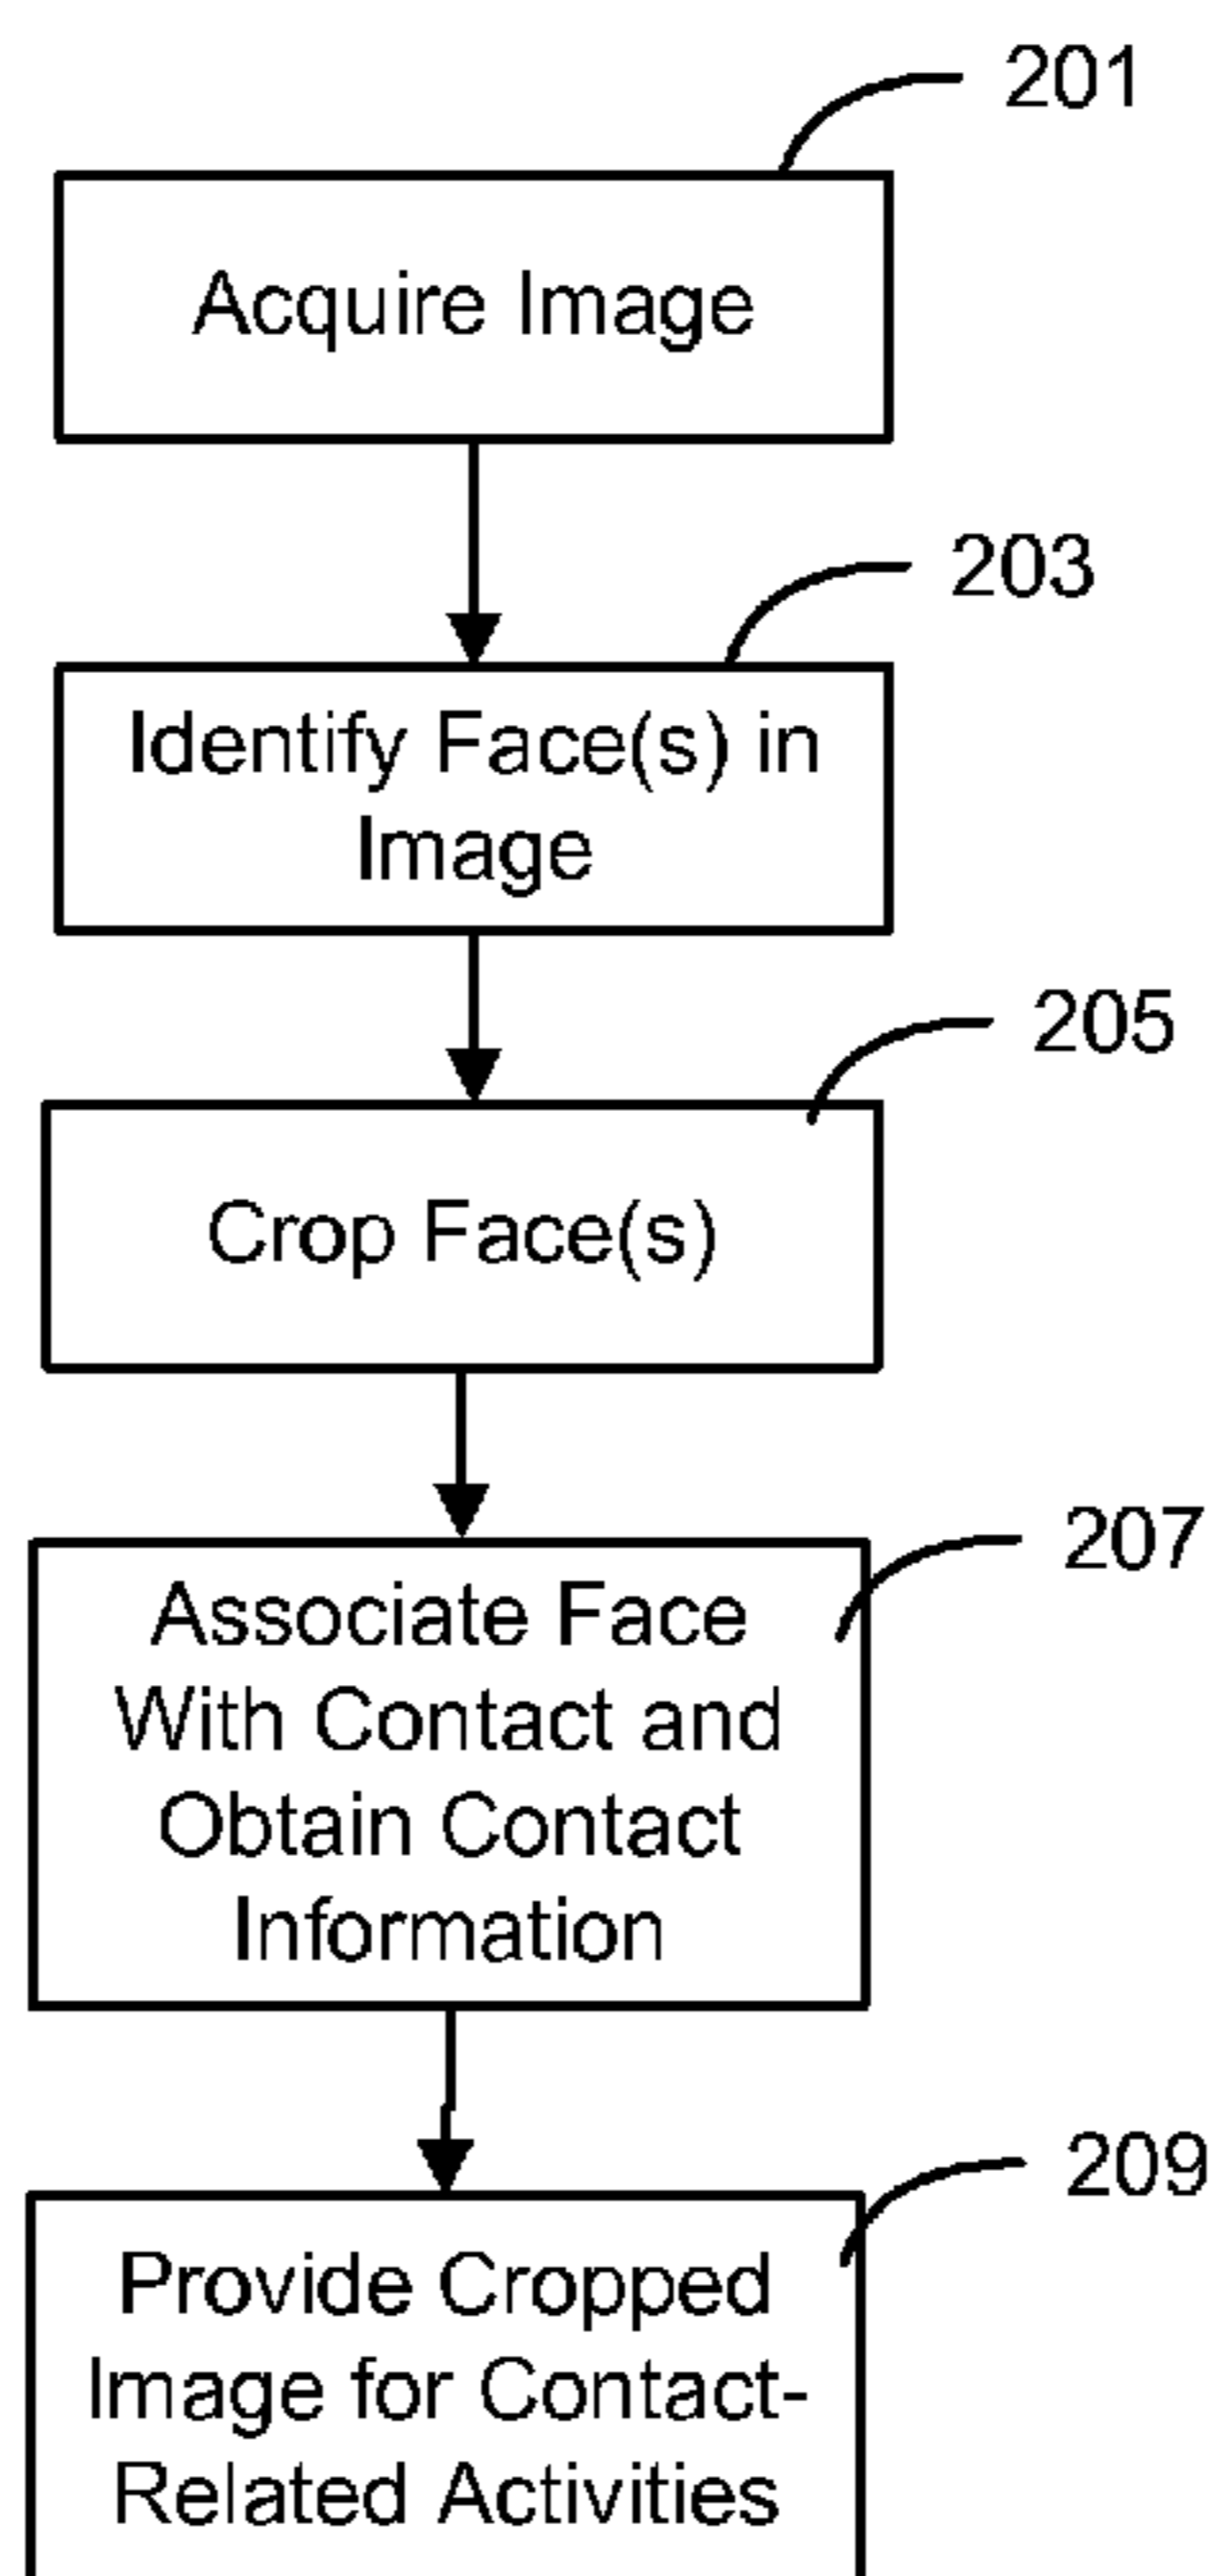 201
Acquire Image
203
Identify Face(s) in
Image
205
Crop Face(s)
207
Associate Face
With Contact and
Obtain Contact
Information
209
Provide Cropped
Image for Contact-
Related Activities